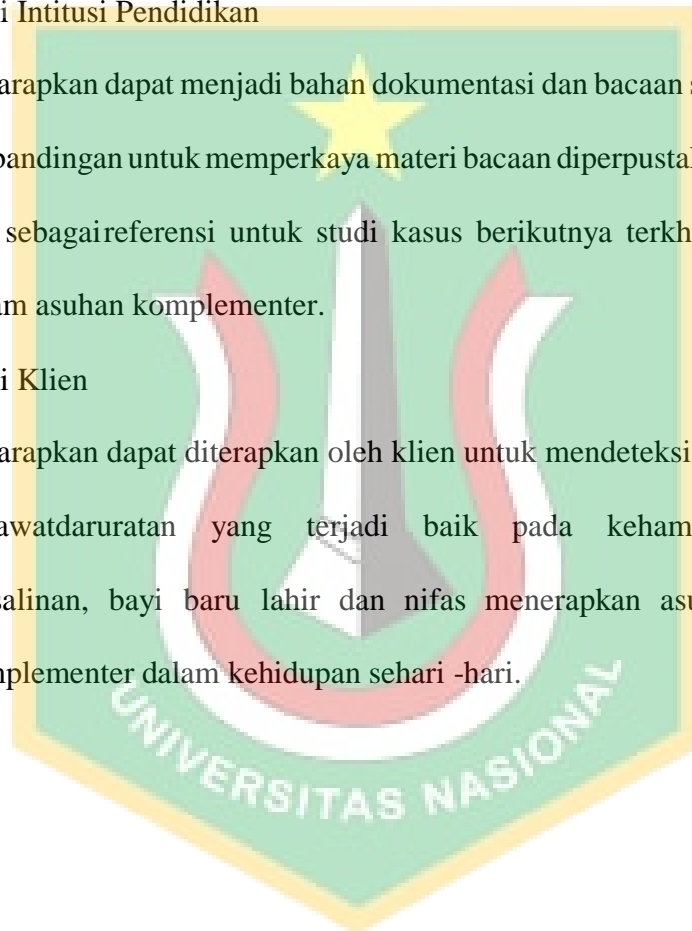 i Intitusi Pendidikan
arapkan dapat menjadi bahan dokumentasi dan bacaan s
bandingan untuk memperkaya materi bacaan diperpustal
sebagaireferensi untuk studi kasus berikutnya terkh
am asuhan komplementer.
i Klien
arapkan dapat diterapkan oleh klien untuk mendeteksi
awatdaruratan yang terjadi baik pada keham
salinan, bayi baru lahir dan nifas menerapkan asu
nplementer dalam kehidupan sehari -hari.
UNIVERSITAS NASIONAL